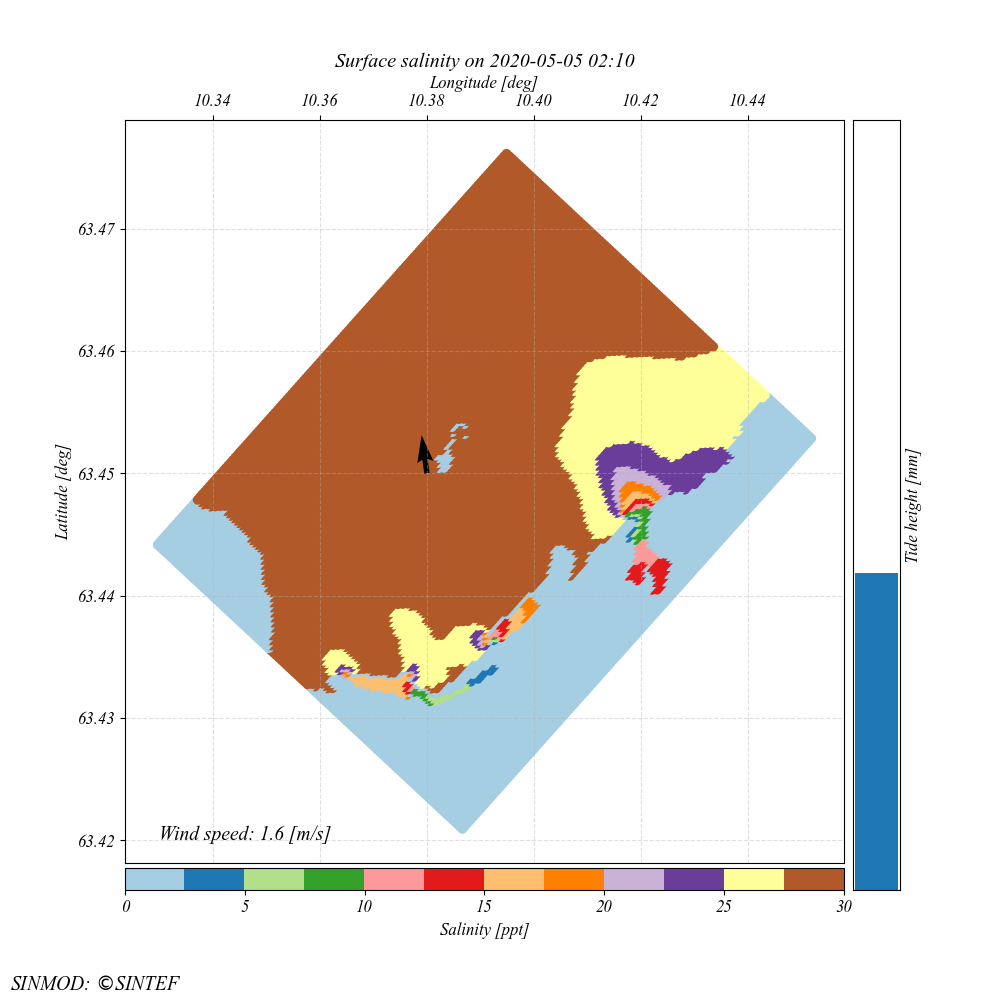 Surface salinity on 2020-05-05 02:10
Longitude [deg]
10.34 10.36 10.38 10.40 10.42 10.44
63.47
63.46
63.45
63.44
63.43
63.42
Latitude [deg]
Tide height [mm]
Wind speed: 1.6 [m/s]
0 5 10 15 20 25 30
Salinity [ppt]
SINMOD: ©SINTEF